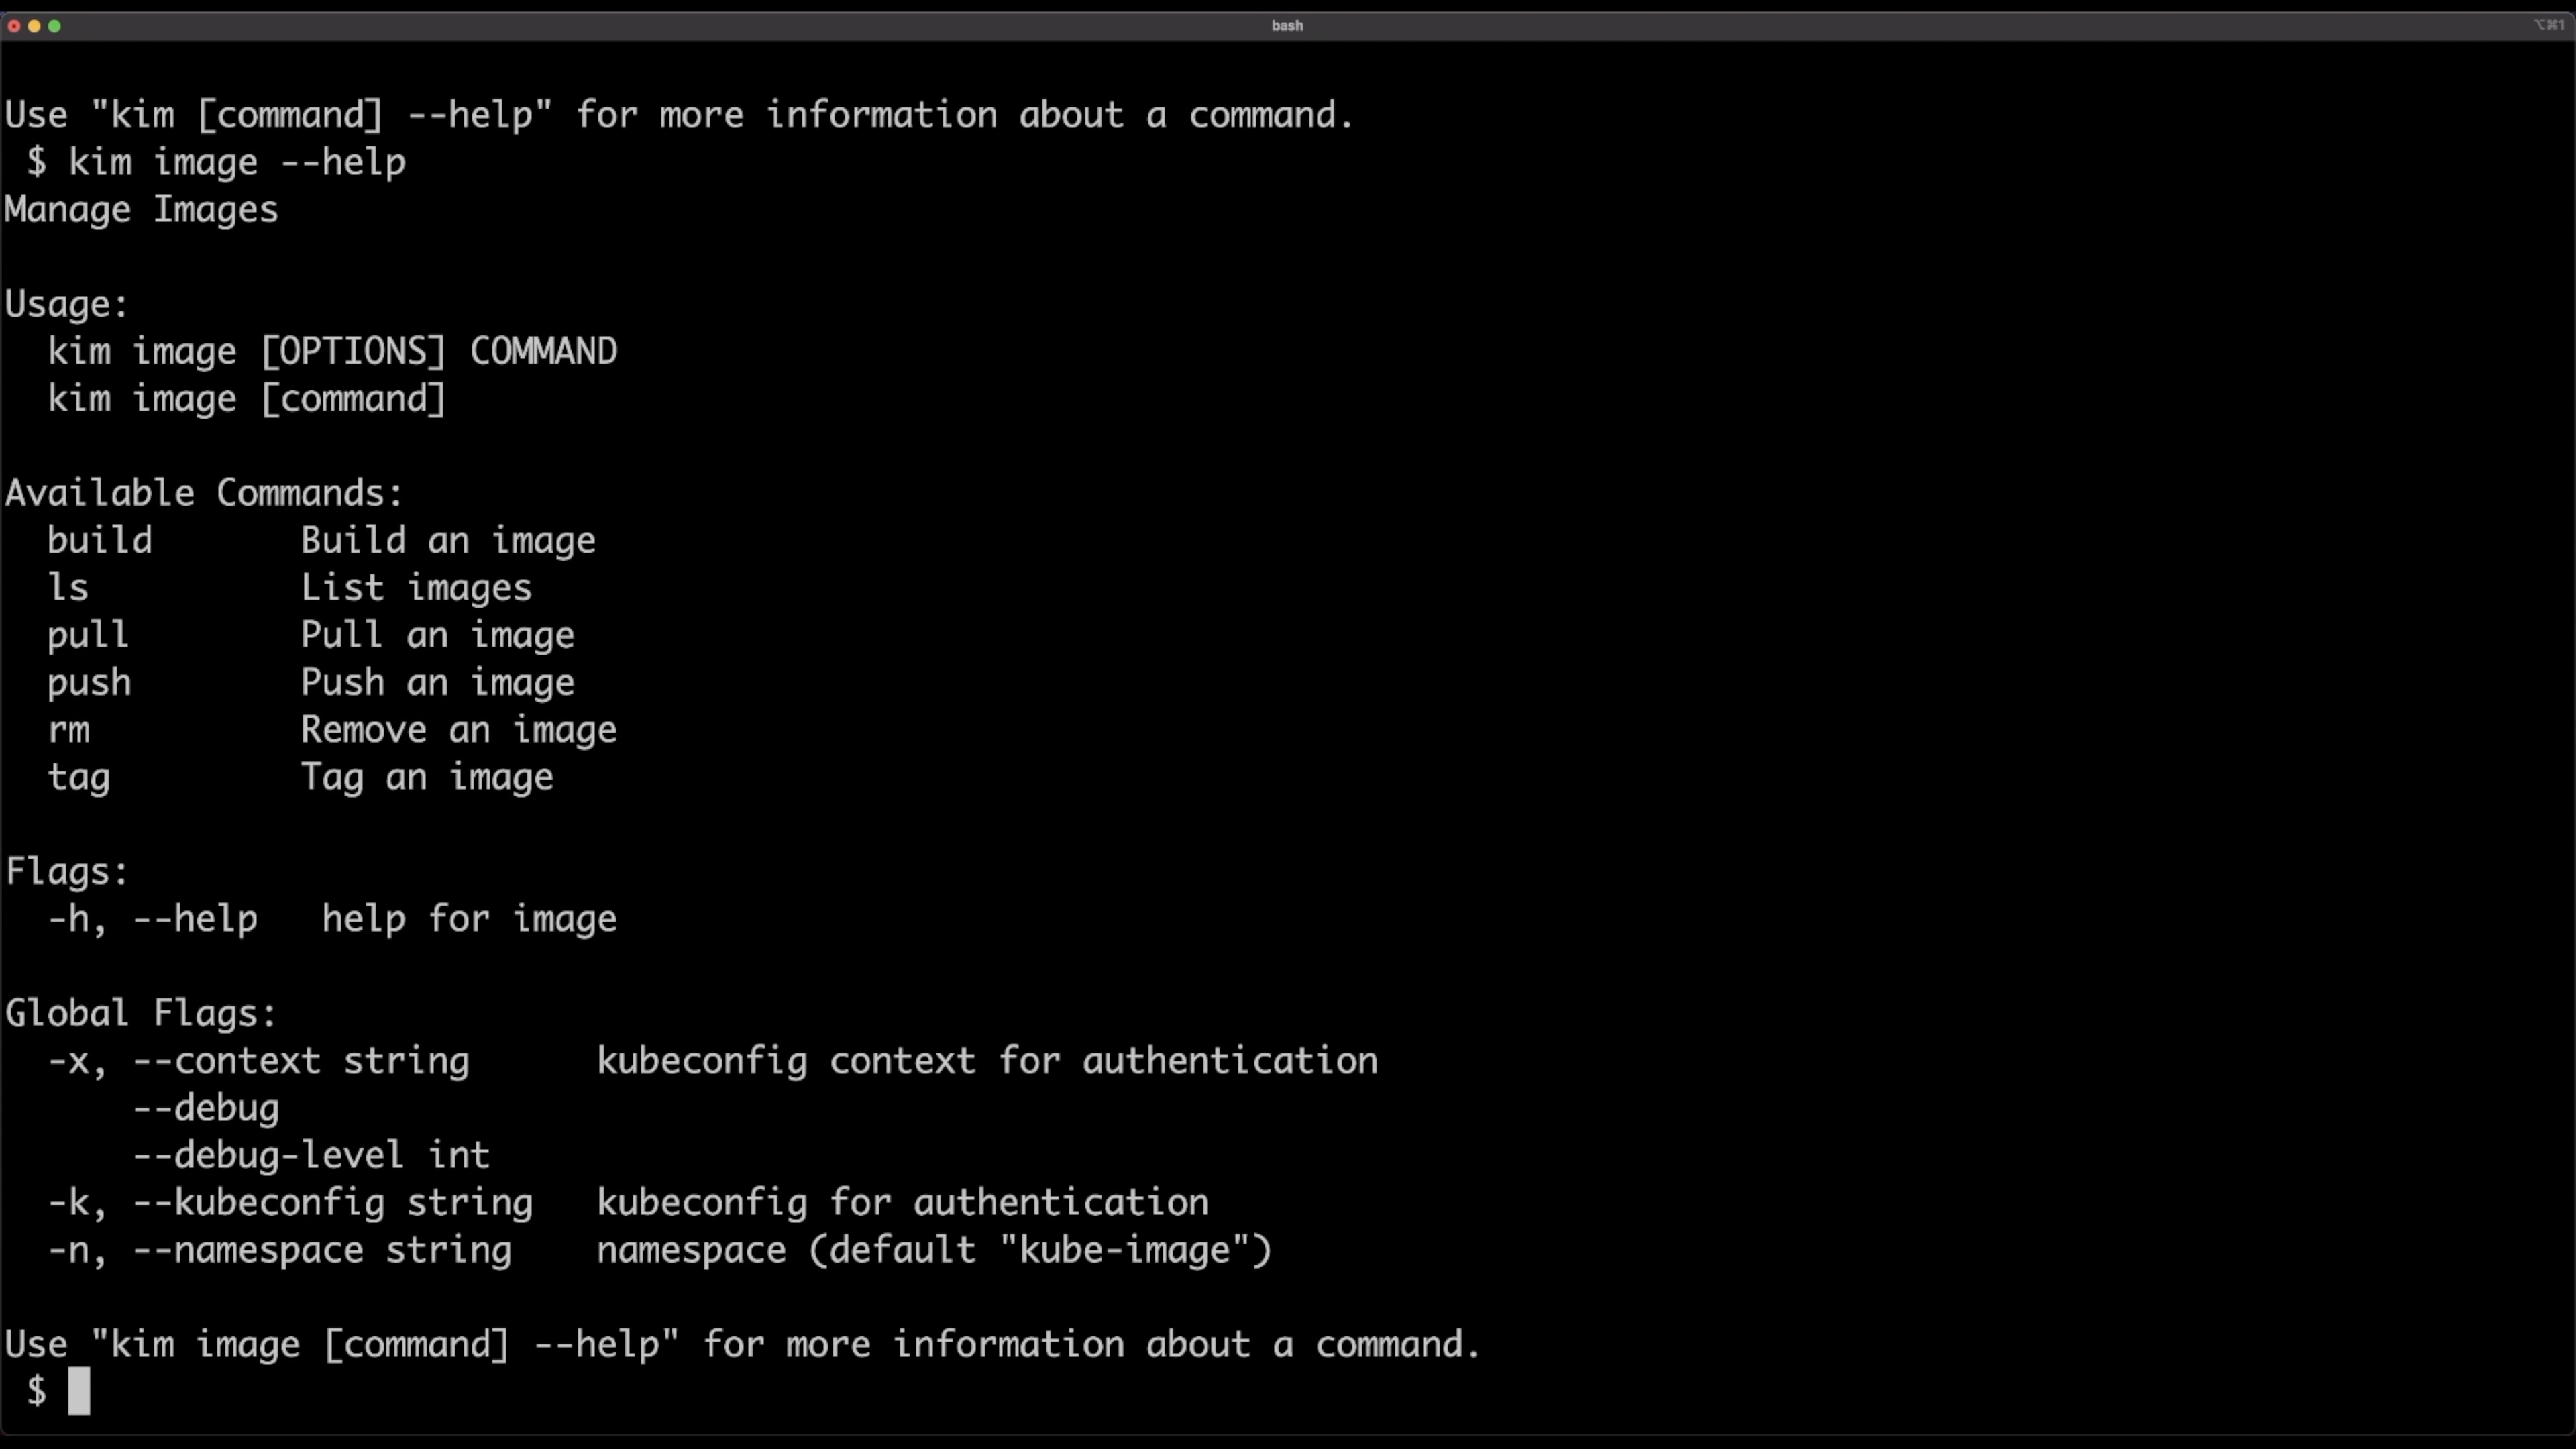 bash
⌥⌘1
Use "kim [command] --help" for more information about a command.
$ kim image --help
Manage Images
Usage:
kim image [OPTIONS] COMMAND
kim image [command]
Available Commands:
build Build an image
ls List images
pull Pull an image
push Push an image
rm Remove an image
tag Tag an image
Flags:
-h, --help help for image
Global Flags:
-x, --context string kubeconfig context for authentication
--debug
--debug-level int
-k, --kubeconfig string kubeconfig for authentication
-n, --namespace string namespace (default "kube-image")
Use "kim image [command] --help" for more information about a command.
$